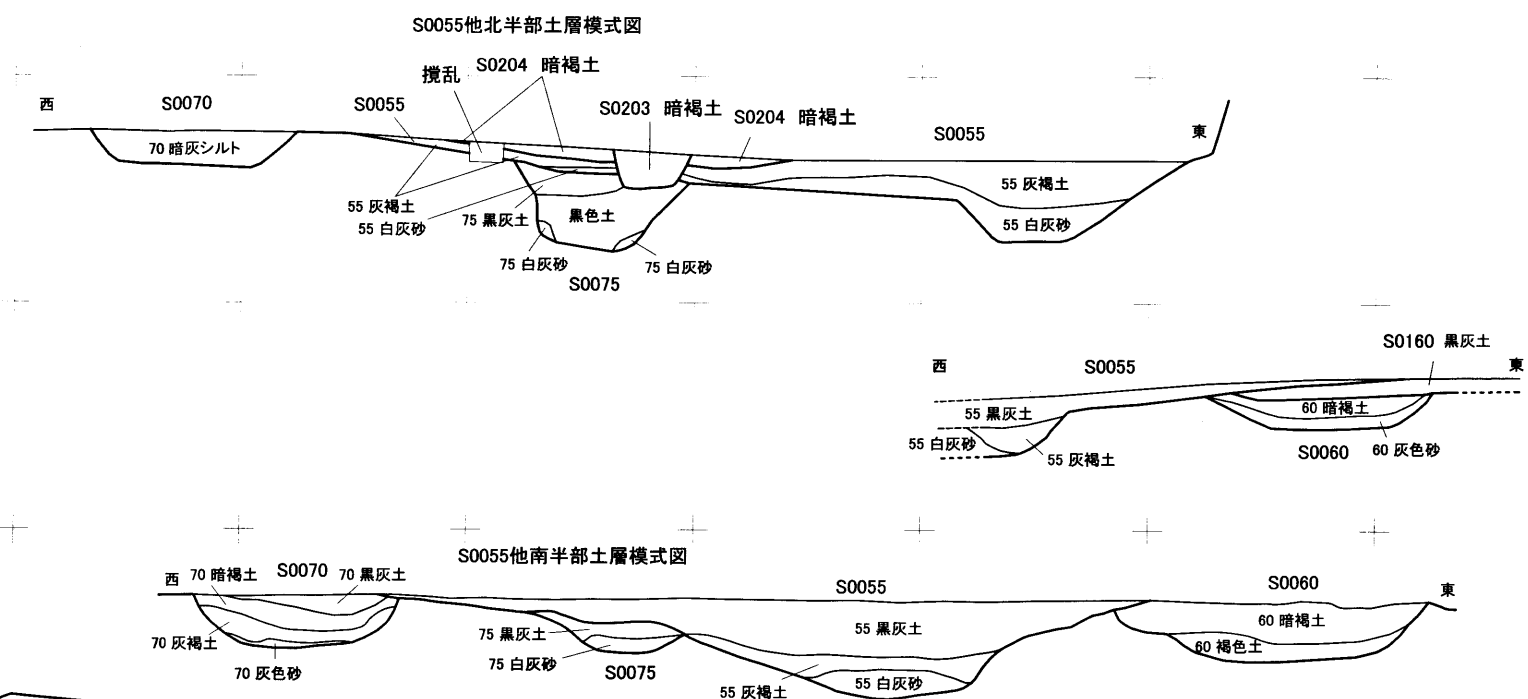 S0055他北半部土層模式図
撹乱
S0204 暗褐土
西
S0070
S0055
S0203 暗褐土
S0204 暗褐土
S0055
東
70 暗灰シルト
55 灰褐土
55 灰褐土
55 白灰砂
75 黒灰土
黒色土
55 白灰砂
75 白灰砂
75 白灰砂
S0075
S0160 黒灰土
西
S0055
東
55 黒灰土
60 暗褐土
55 白灰砂
55 灰褐土
S0060
60 灰色砂
S0055他南半部土層模式図
西
70 暗褐土
S0070
70 黒灰土
S0055
S0060
東
75 黒灰土
55 黒灰土
60 暗褐土
70 灰褐土
75 白灰砂
60 褐色土
70 灰色砂
S0075
55 灰褐土
55 白灰砂